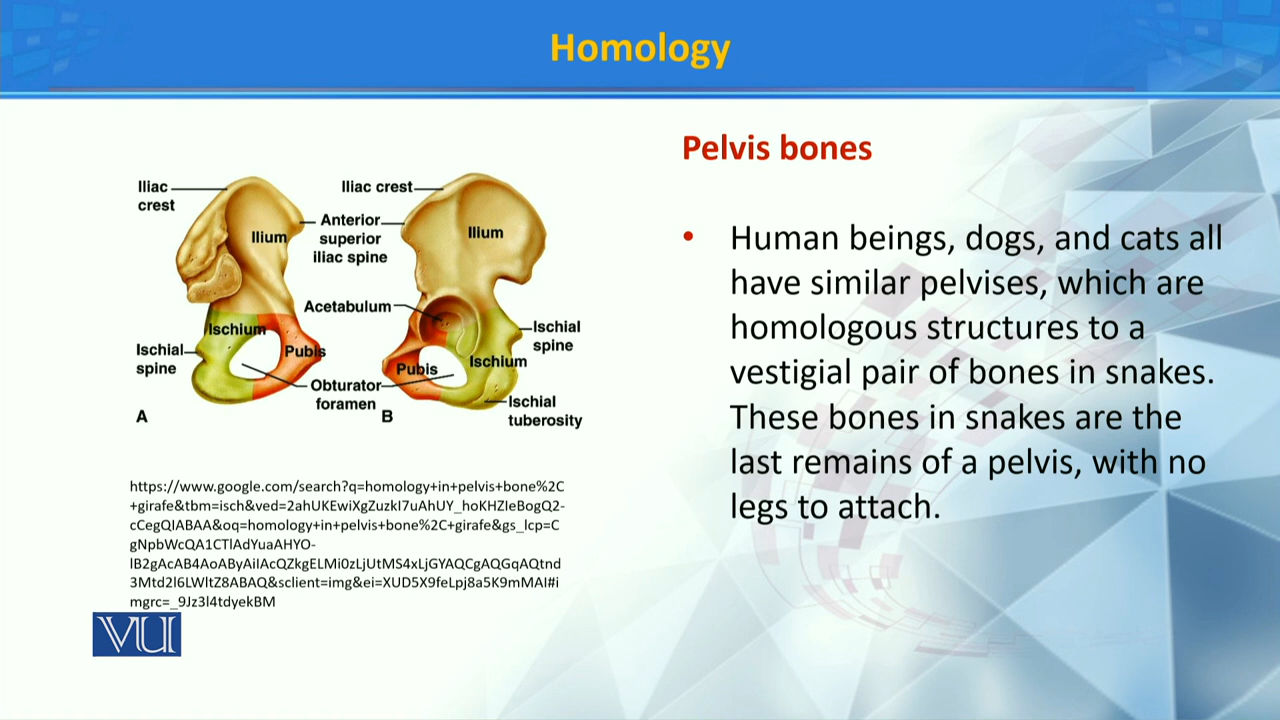 Homology
Pelvis bones
Iliac
crest
Iliac crest
Ilium
Anterior
superior
iliac spine
Ilium
Acetabulum
Ischium
Ischial
spine
Ischial
spine
Pubis
Pubis
Ischium
Obturator
foramen
Ischial
tuberosity
A
B
• Human beings, dogs, and cats all
have similar pelvises, which are
homologous structures to a
vestigial pair of bones in snakes.
These bones in snakes are the
last remains of a pelvis, with no
legs to attach.
https://www.google.com/search?q=homology+in+pelvis+bone%2C
+girafe&tbm=isch&ved=2ahUKEwiXgZuzkI7uAhUY_hoKHZIeBogQ2-
cCegQIABAA&oq=homology+in+pelvis+bone%2C+girafe&gs_lcp=C
gNpbWcQA1CTlAdYuaAHYO-
lB2gAcAB4AoAByAilAcQZkgELMi0zLjUtMS4xLjGYAQCgAQGqAQtnd
3Mtd2l6LWltZ8ABAQ&sclient=img&ei=XUD5X9feLpj8a5K9mMAI#i
mgrc=_9Jz3l4tdyekBM
VU